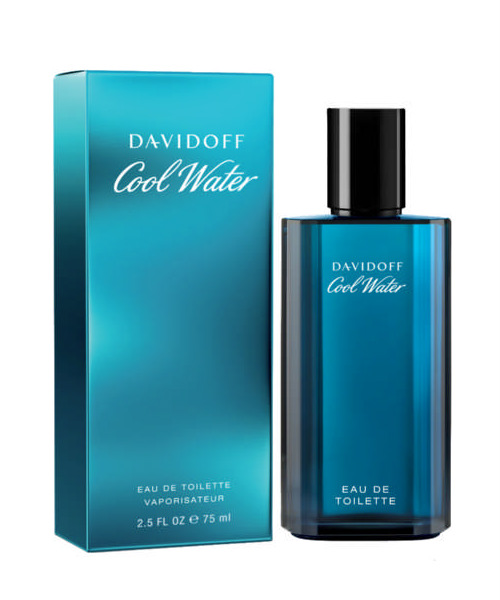 DAVIDOFF
Cool Water
EAU DE TOILETTE
VAPORISATEUR
2.5 FL OZ ℮ 75 ml
DAVIDOFF
Cool Water
EAU DE
TOILETTE